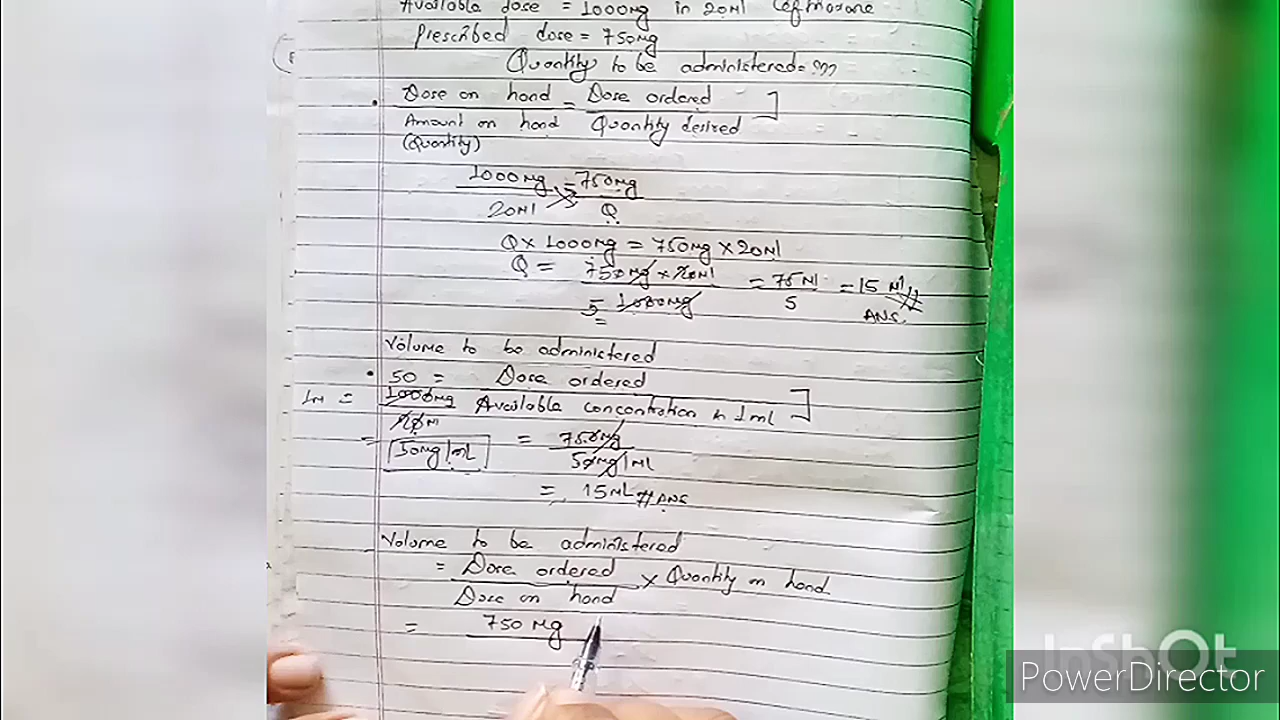 Available dose = 1000mg in 20ml
Prescribed dose = 750mg
Quantity to be administered = ???
Dose on hand = Dose ordered
Amount on hand Quantity desired
(Quantity)
1000mg = 750mg
20ml Q
Q x 1000mg = 750mg x 20ml
Q = 750mg x 20ml = 75ml = 15 ml
5 1000mg 5 ANS.
Volume to be administered
50 = Dose ordered
1000mg Available concentration in 1ml
20ml
= 50mg/ml = 750mg
50mg/ml
= 15ml ANS
Volume to be administered
= Dose ordered x Quantity on hand
Dose on hand
= 750 mg
InShOt
PowerDirector